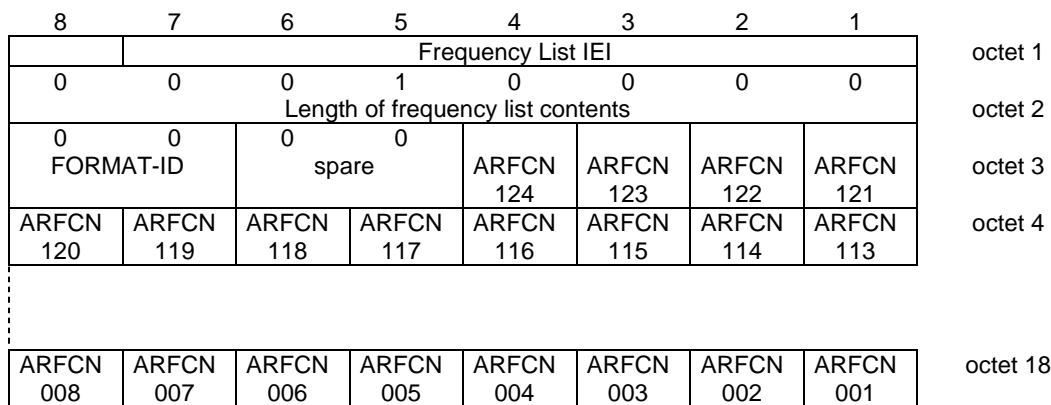 8 7 6 5 4 3 2 1
Frequency List IEI octet 1
0 0 0 1 0 0 0 0
Length of frequency list contents octet 2
0 0 0 0
FORMAT-ID spare ARFCN ARFCN ARFCN ARFCN octet 3
124 123 122 121
ARFCN ARFCN ARFCN ARFCN ARFCN ARFCN ARFCN ARFCN octet 4
120 119 118 117 116 115 114 113
ARFCN ARFCN ARFCN ARFCN ARFCN ARFCN ARFCN ARFCN octet 18
008 007 006 005 004 003 002 001